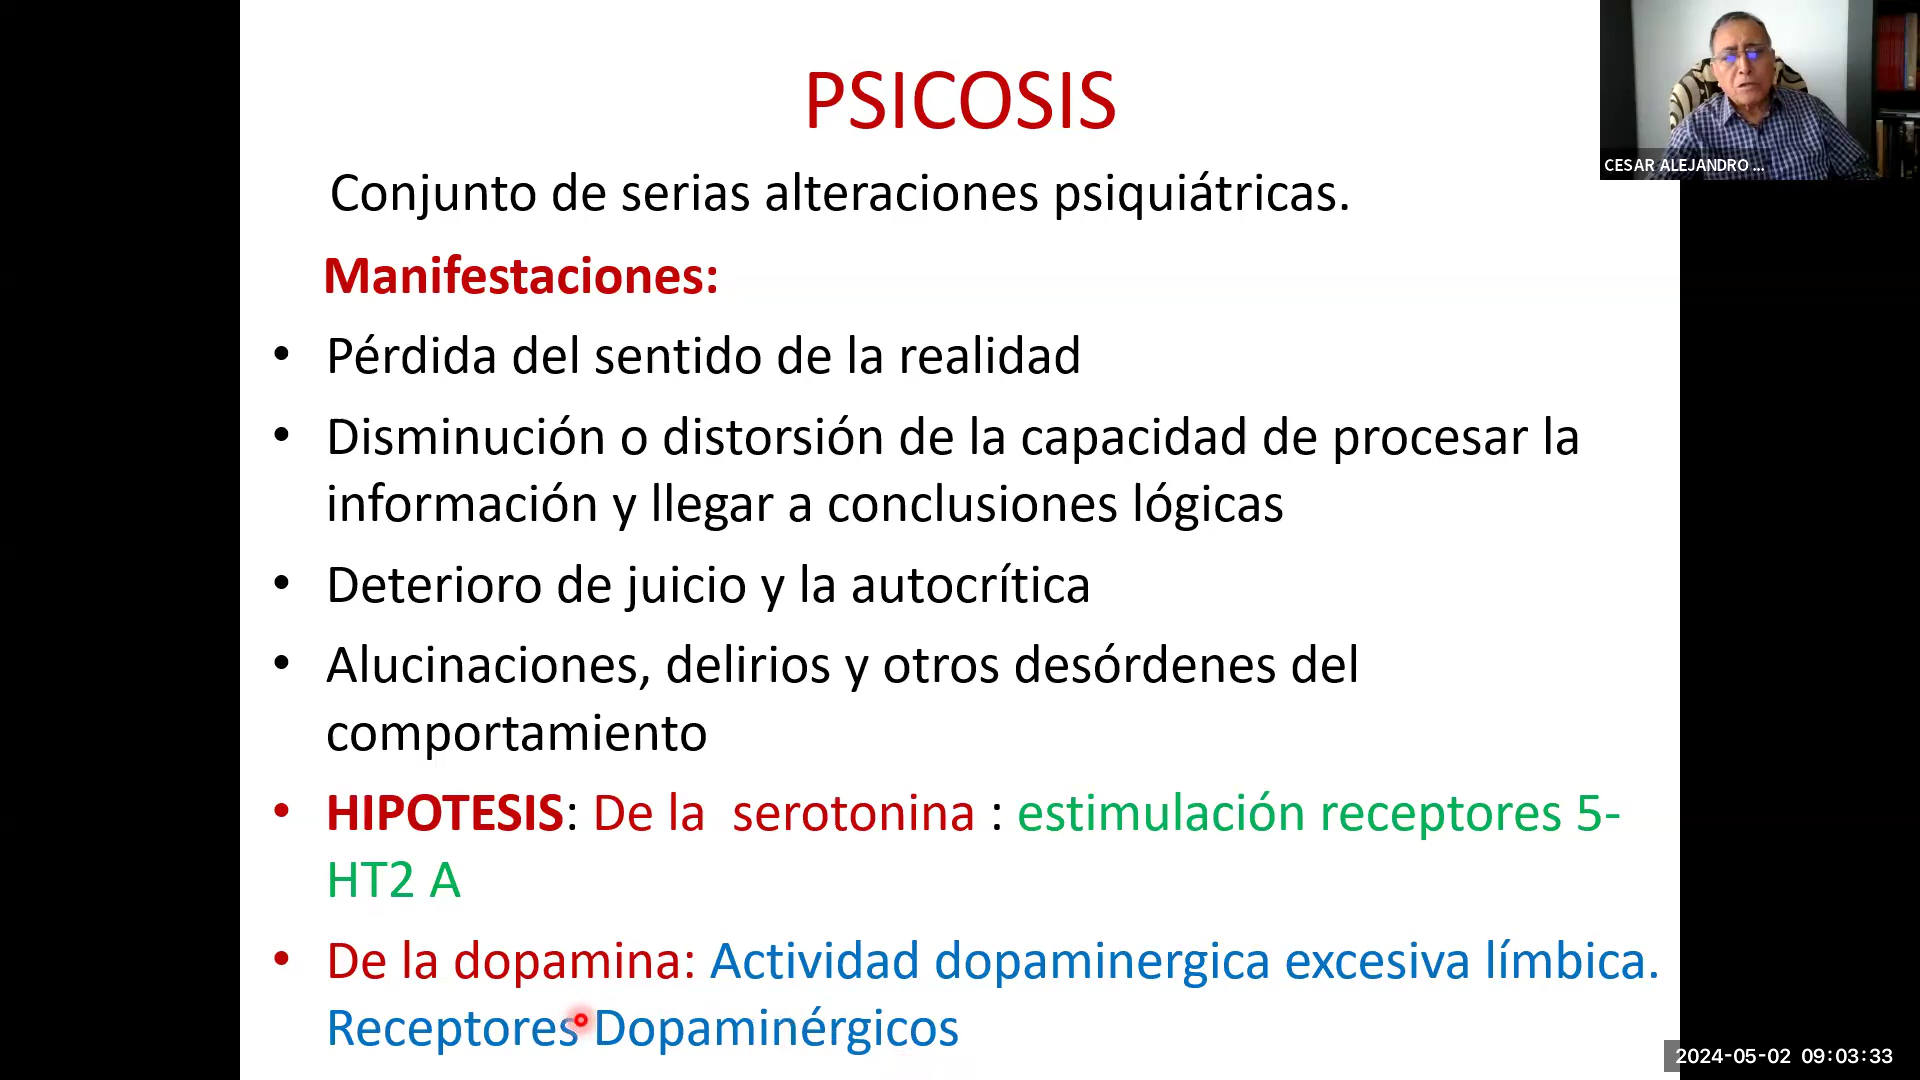 PSICOSIS
Conjunto de serias alteraciones psiquiátricas.
Manifestaciones:
• Pérdida del sentido de la realidad
• Disminución o distorsión de la capacidad de procesar la
información y llegar a conclusiones lógicas
• Deterioro de juicio y la autocrítica
• Alucinaciones, delirios y otros desórdenes del
comportamiento
• HIPOTESIS: De la serotonina : estimulación receptores 5-
HT2 A
• De la dopamina: Actividad dopaminergica excesiva límbica.
Receptores Dopaminérgicos
CESAR ALEJANDRO ...
2024-05-02 09:03:33